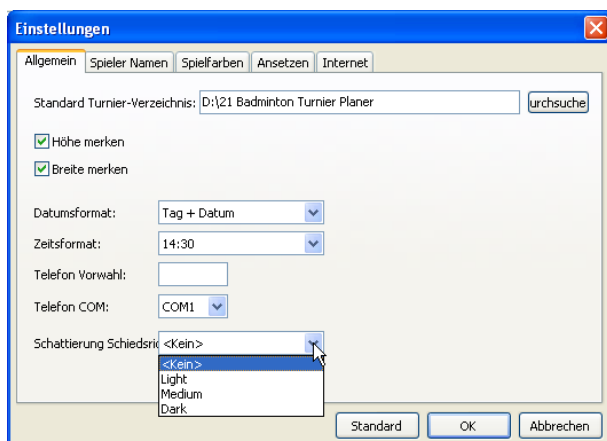 Einstellungen
Allgemein Spieler Namen Spielfarben Ansetzen Internet
Standard Turnier-Verzeichnis: D:\21 Badminton Turnier Planer urchsuche
Höhe merken
Breite merken
Datumsformat: Tag + Datum
Zeitsformat: 14:30
Telefon Vorwahl:
Telefon COM: COM1
Schattierung Schiedsric <Kein>
<Kein>
Light
Medium
Dark
Standard OK Abbrechen